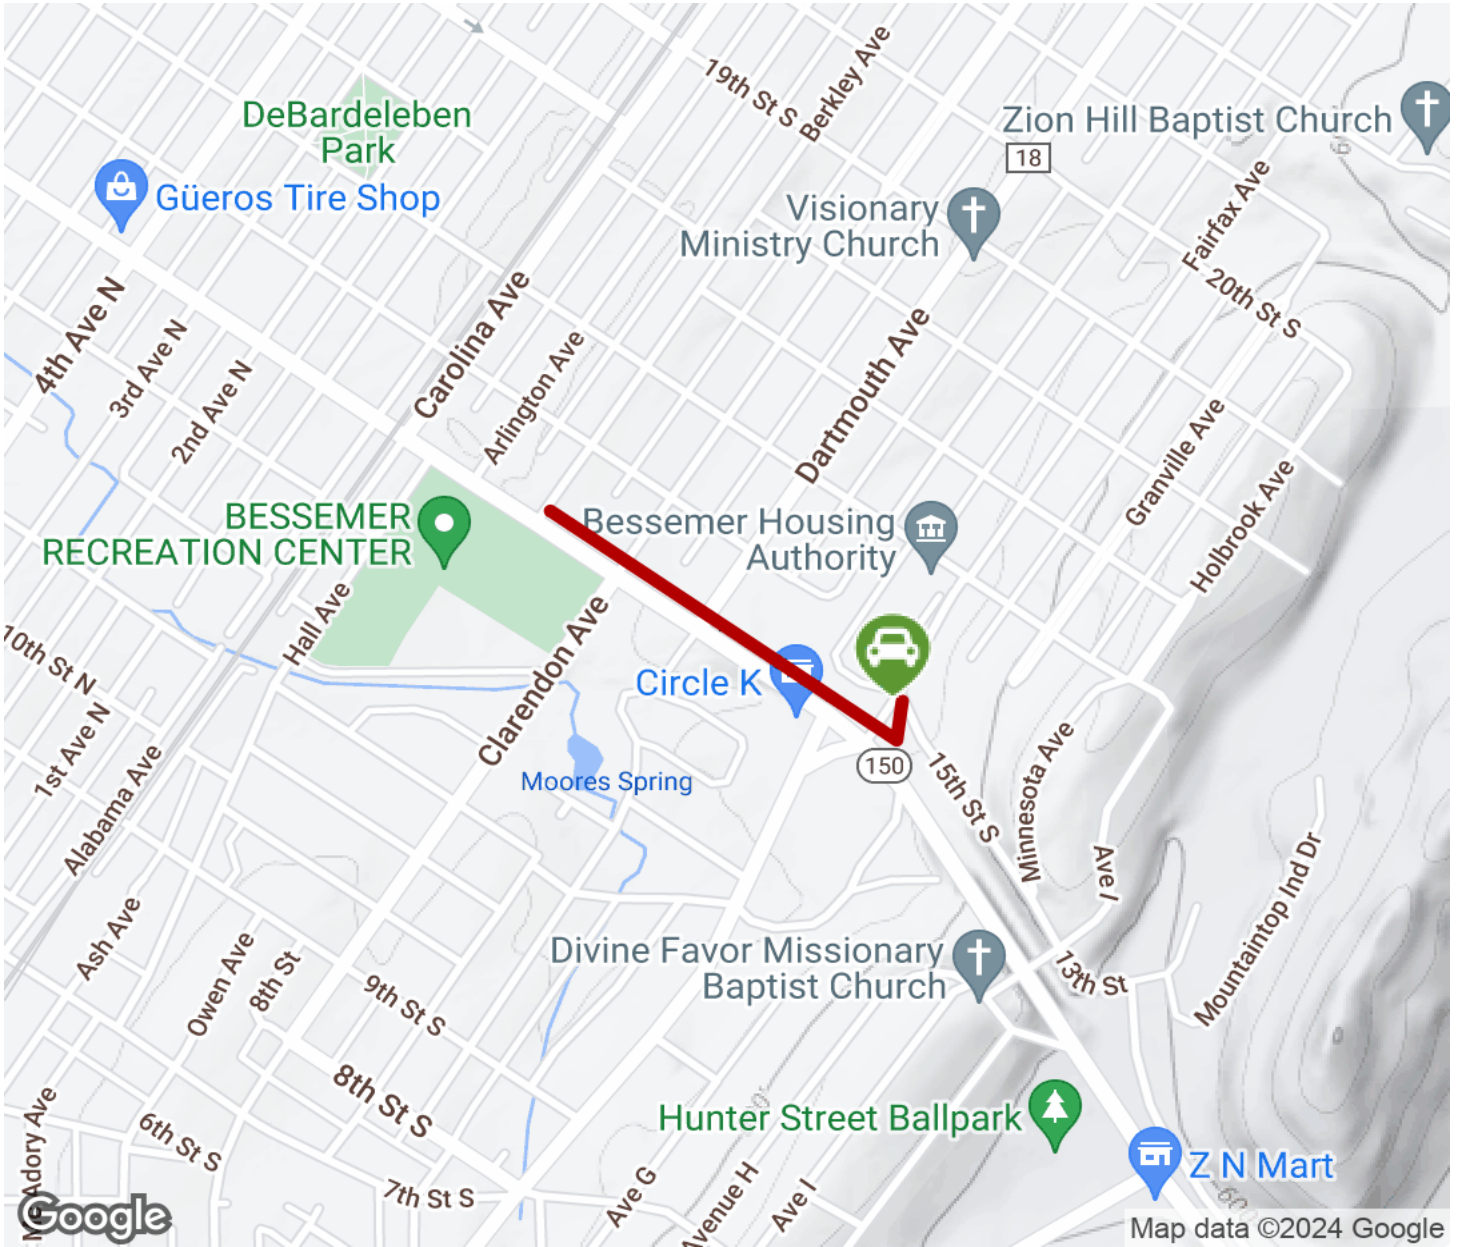 19th St S
Berkley Ave
DeBardeleben
Park
Zion Hill Baptist Church
18
Güeros Tire Shop
Visionary
Ministry Church
Fairfax Ave
20th St S
4th Ave N
3rd Ave N
2nd Ave N
Carolina Ave
Arlington Ave
Dartmouth Ave
Granville Ave
Holbrook Ave
BESSEMER
RECREATION CENTER
Bessemer Housing
Authority
Hall Ave
10th St N
Clarendon Ave
Circle K
150
1st Ave N
Alabama Ave
Moores Spring
15th St S
Minnesota Ave
Ave I
Mountaintop Ind Dr
Ash Ave
Owen Ave
8th St
9th St S
Divine Favor Missionary
Baptist Church
13th St
8th St S
6th St S
McAdory Ave
7th St S
Hunter Street Ballpark
Ave G
Avenue H
Ave I
Z N Mart
600
Google
Map data ©2024 Google